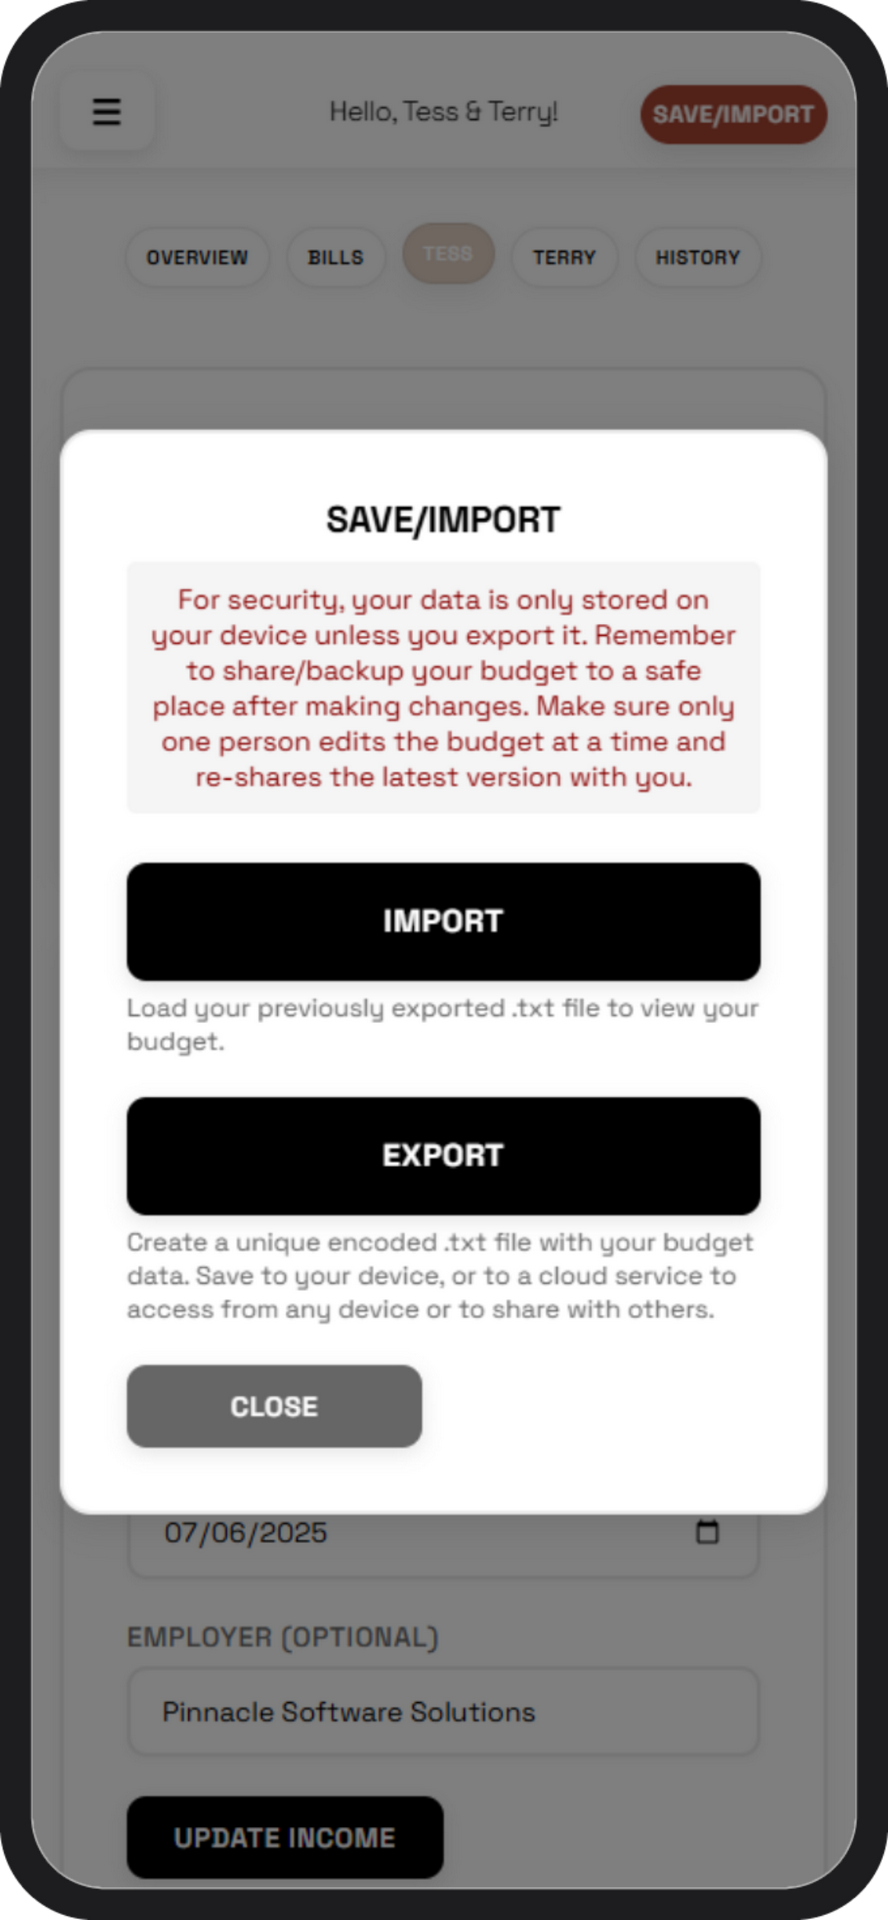 Hello, Tess & Terry!
SAVE/IMPORT
OVERVIEW
BILLS
TESS
TERRY
HISTORY
SAVE/IMPORT
For security, your data is only stored on
your device unless you export it. Remember
to share/backup your budget to a safe
place after making changes. Make sure only
one person edits the budget at a time and
re-shares the latest version with you.
IMPORT
Load your previously exported .txt file to view your
budget.
EXPORT
Create a unique encoded .txt file with your budget
data. Save to your device, or to a cloud service to
access from any device or to share with others.
CLOSE
07/06/2025
EMPLOYER (OPTIONAL)
Pinnacle Software Solutions
UPDATE INCOME